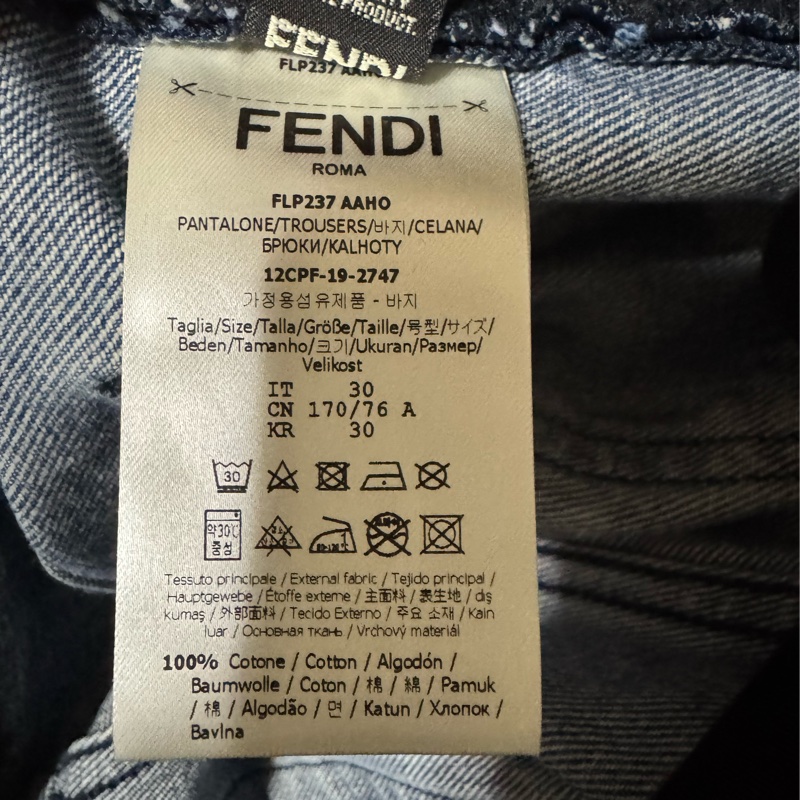 PRODUCT.
FENDI
FLP237 AAHO
FENDI
ROMA
FLP237 AAHO
PANTALONE/TROUSERS/바지/CELANA/
БРЮКИ/KALHOTY
12CPF-19-2747
가정용섬유제품 - 바지
Taglia/Size/Talla/Größe/Taille/号型/サイズ/
Beden/Tamanho/크기/Ukuran/Размер/
Velikost
IT 30
CN 170/76 A
KR 30
30
약30℃
중성
Tessuto principale / External fabric / Tejido principal /
Hauptgewebe / Étoffe externe / 主面料 / 表生地 / dış
kumaş / 外部面料 / Tecido Externo / 주요 소재 / Kain
luar / Основная ткань / Vrchový materiál
100% Cotone / Cotton / Algodón /
Baumwolle / Coton / 棉 / 綿 / Pamuk
/ 棉 / Algodão / 면 / Katun / Хлопок /
Bavlna